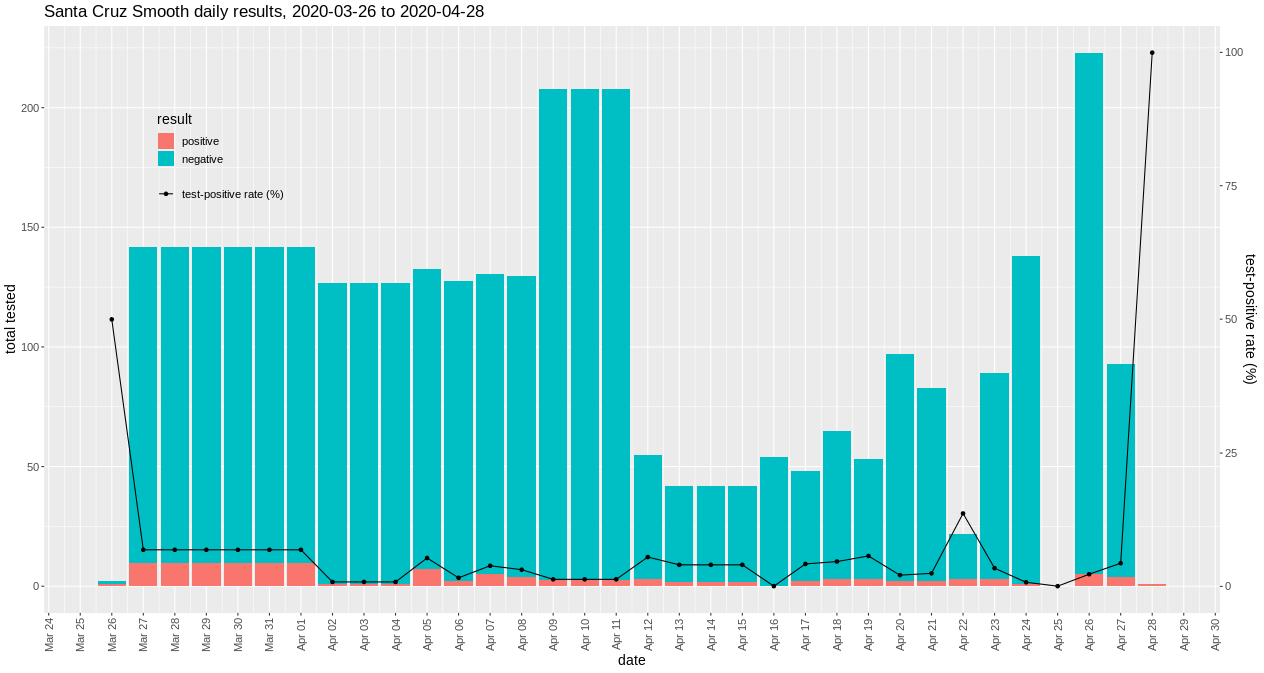 Santa Cruz Smooth daily results, 2020-03-26 to 2020-04-28
total tested
200
150
100
50
0
result
positive
negative
test-positive rate (%)
100
75
50
25
0
test-positive rate (%)
Mar 24
Mar 25
Mar 26
Mar 27
Mar 28
Mar 29
Mar 30
Mar 31
Apr 01
Apr 02
Apr 03
Apr 04
Apr 05
Apr 06
Apr 07
Apr 08
Apr 09
Apr 10
Apr 11
Apr 12
Apr 13
Apr 14
Apr 15
Apr 16
Apr 17
Apr 18
Apr 19
Apr 20
Apr 21
Apr 22
Apr 23
Apr 24
Apr 25
Apr 26
Apr 27
Apr 28
Apr 29
Apr 30
date